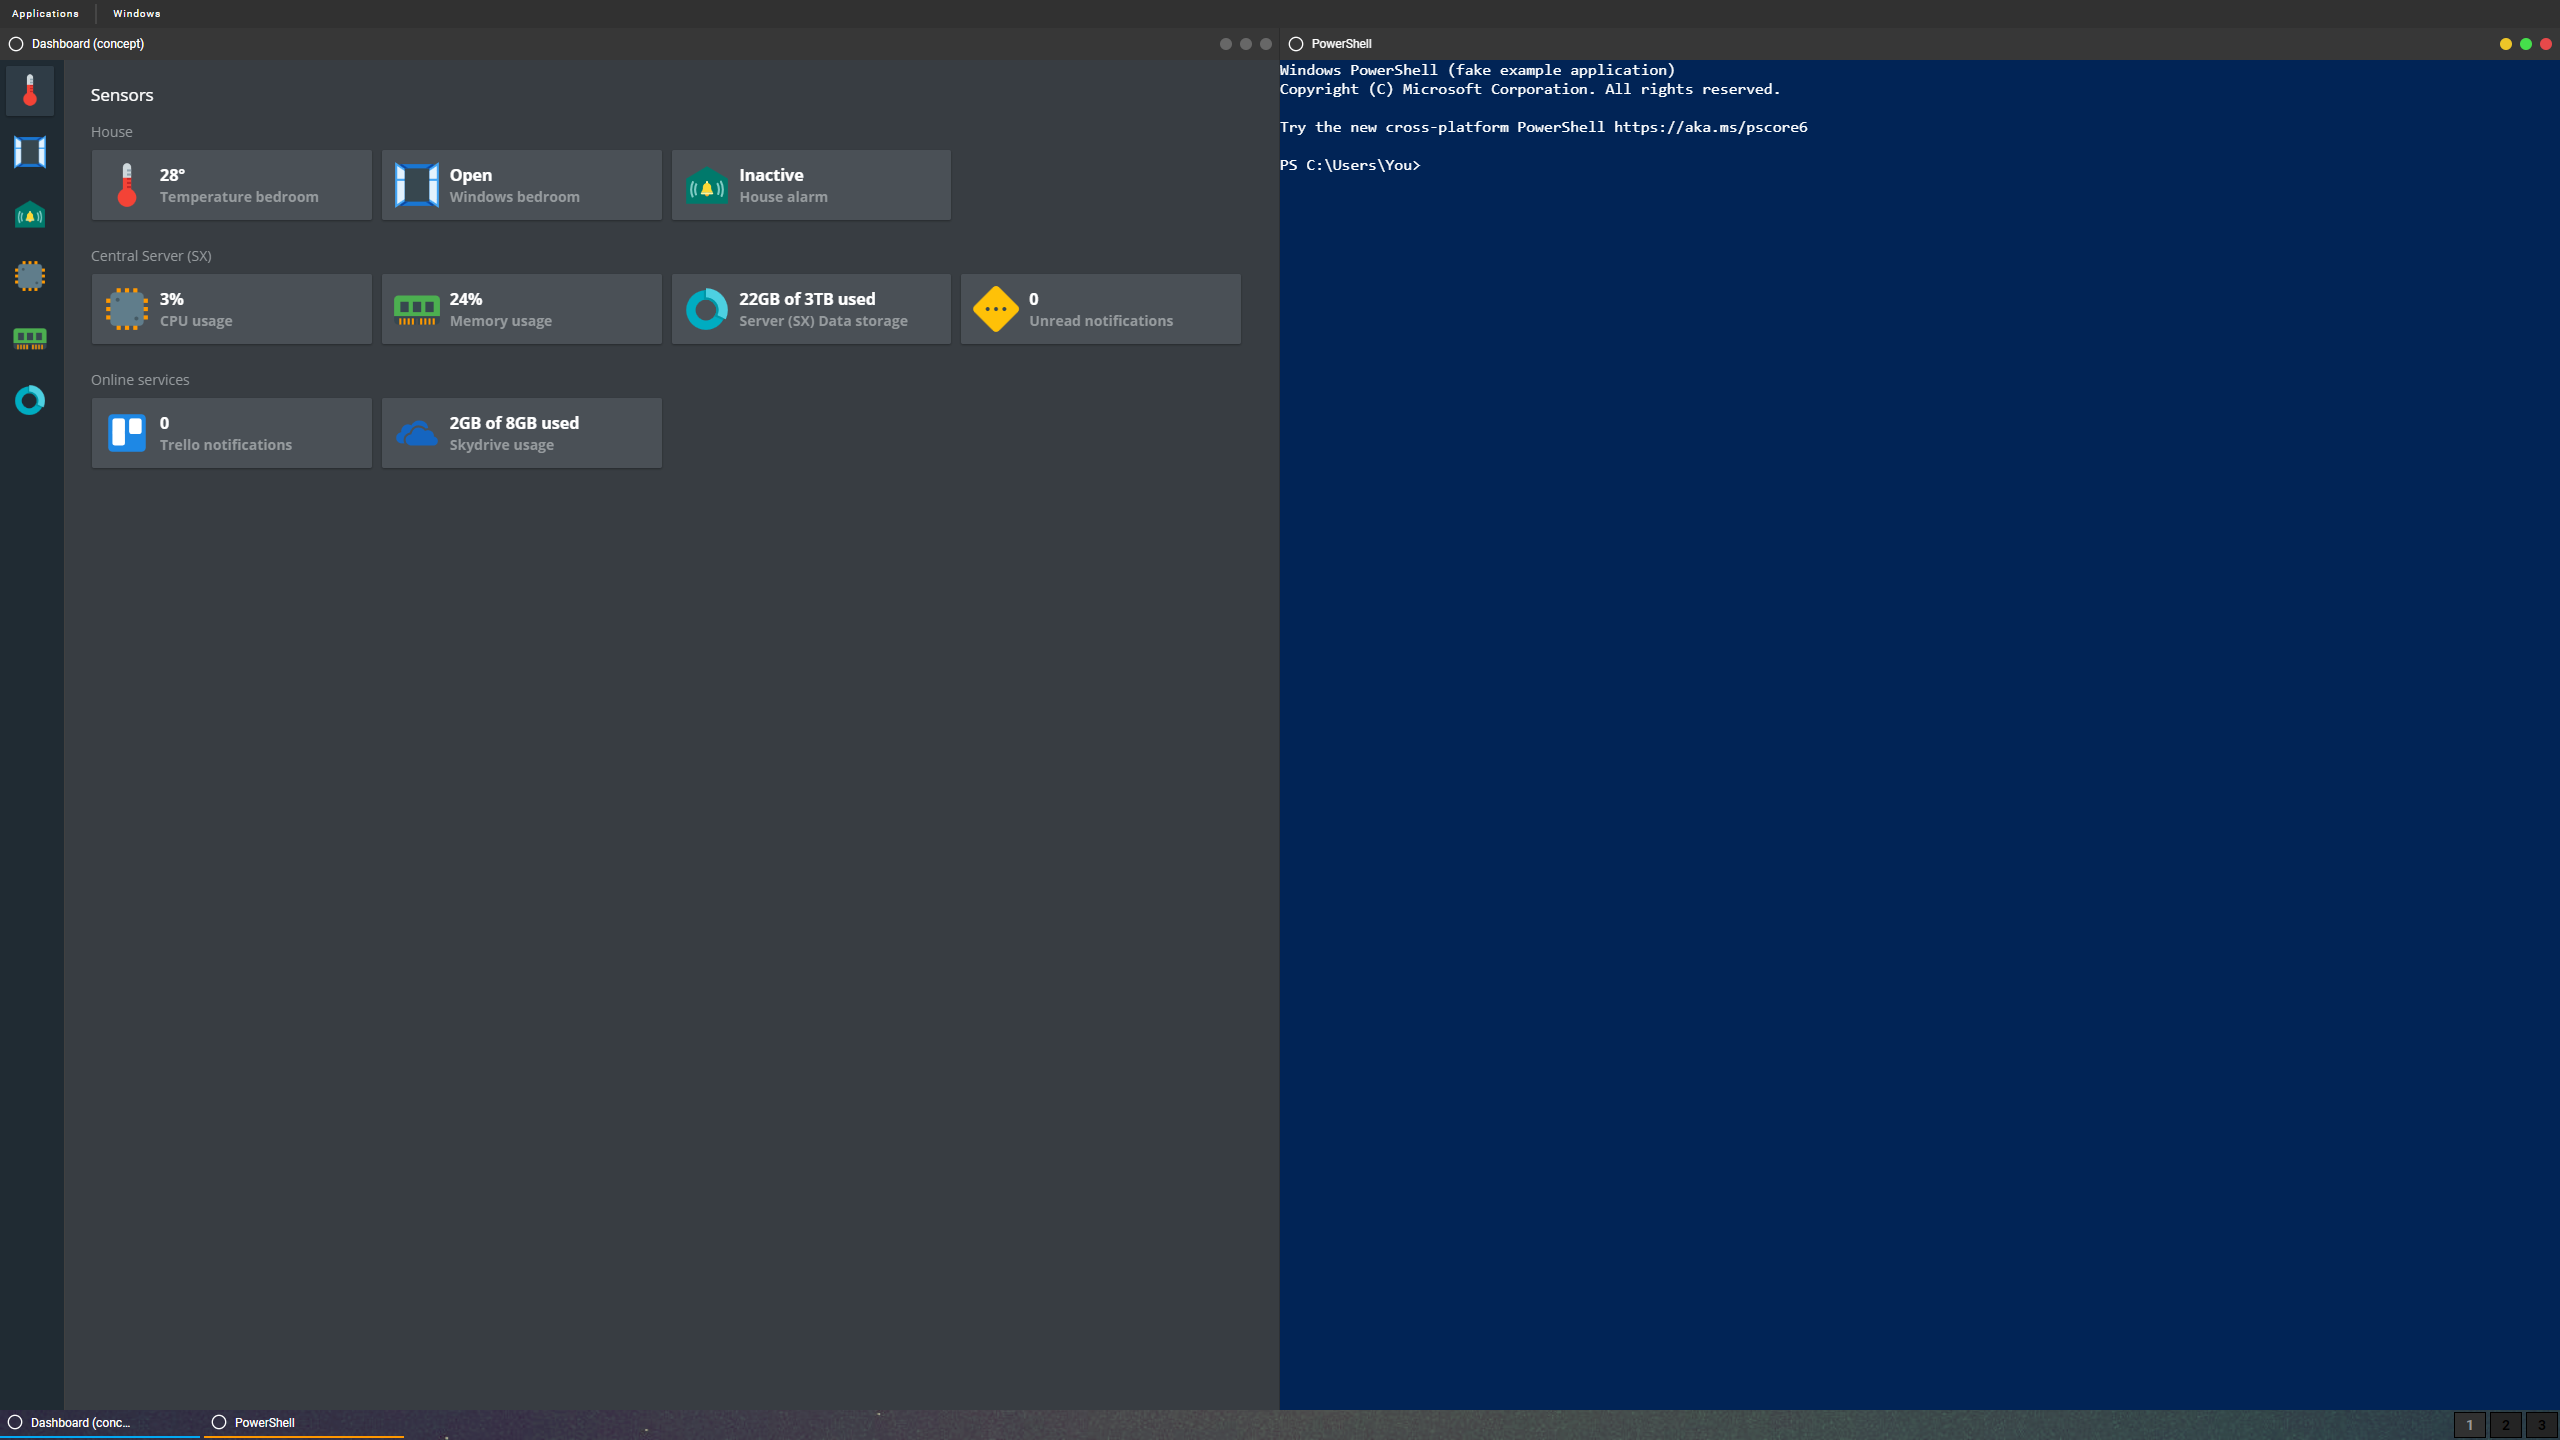 Applications Windows
Dashboard (concept)
Sensors
House
28°
Temperature bedroom
Open
Windows bedroom
Inactive
House alarm
Central Server (SX)
3%
CPU usage
24%
Memory usage
22GB of 3TB used
Server (SX) Data storage
0
Unread notifications
Online services
0
Trello notifications
2GB of 8GB used
Skydrive usage
PowerShell
Windows PowerShell (fake example application)
Copyright (C) Microsoft Corporation. All rights reserved.
Try the new cross-platform PowerShell https://aka.ms/pscore6
PS C:\Users\You>
Dashboard (conc... PowerShell
1 2 3